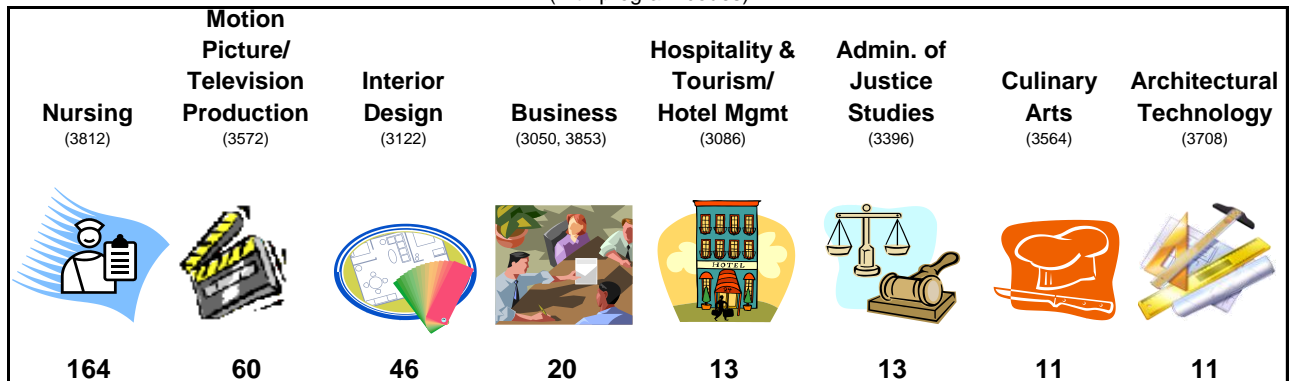 Nursing
(3812)
Motion
Picture/
Television
Production
(3572)
Interior
Design
(3122)
Business
(3050, 3853)
Hospitality &
Tourism/
Hotel Mgmt
(3086)
Admin. of
Justice
Studies
(3396)
Culinary
Arts
(3564)
Architectural
Technology
(3708)
HOTEL
164 60 46 20 13 13 11 11